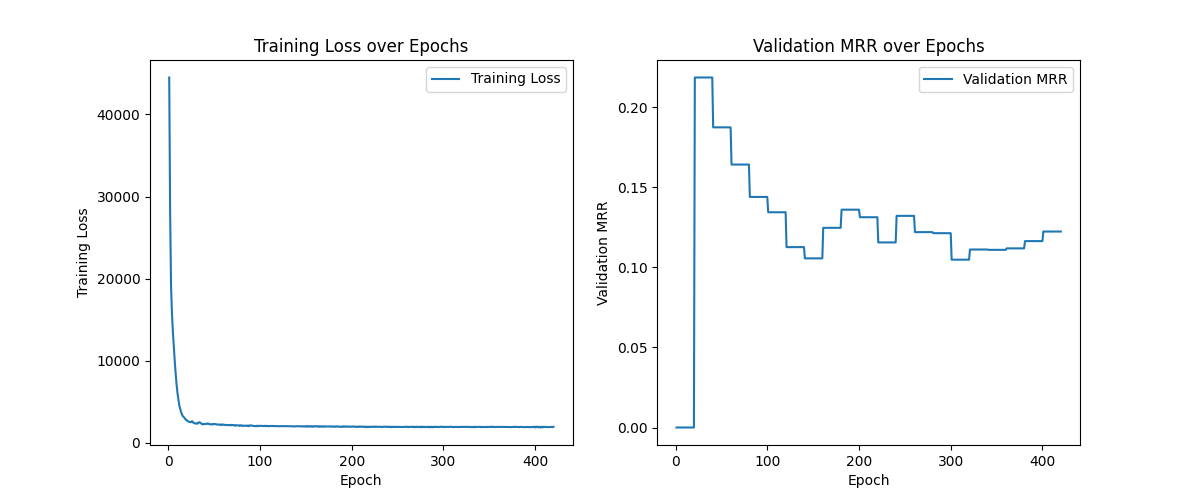 Training Loss over Epochs
Training Loss
40000
30000
20000
10000
0
Training Loss
0 100 200 300 400
Epoch
Validation MRR over Epochs
Validation MRR
0.20
0.15
0.10
0.05
0.00
Validation MRR
0 100 200 300 400
Epoch